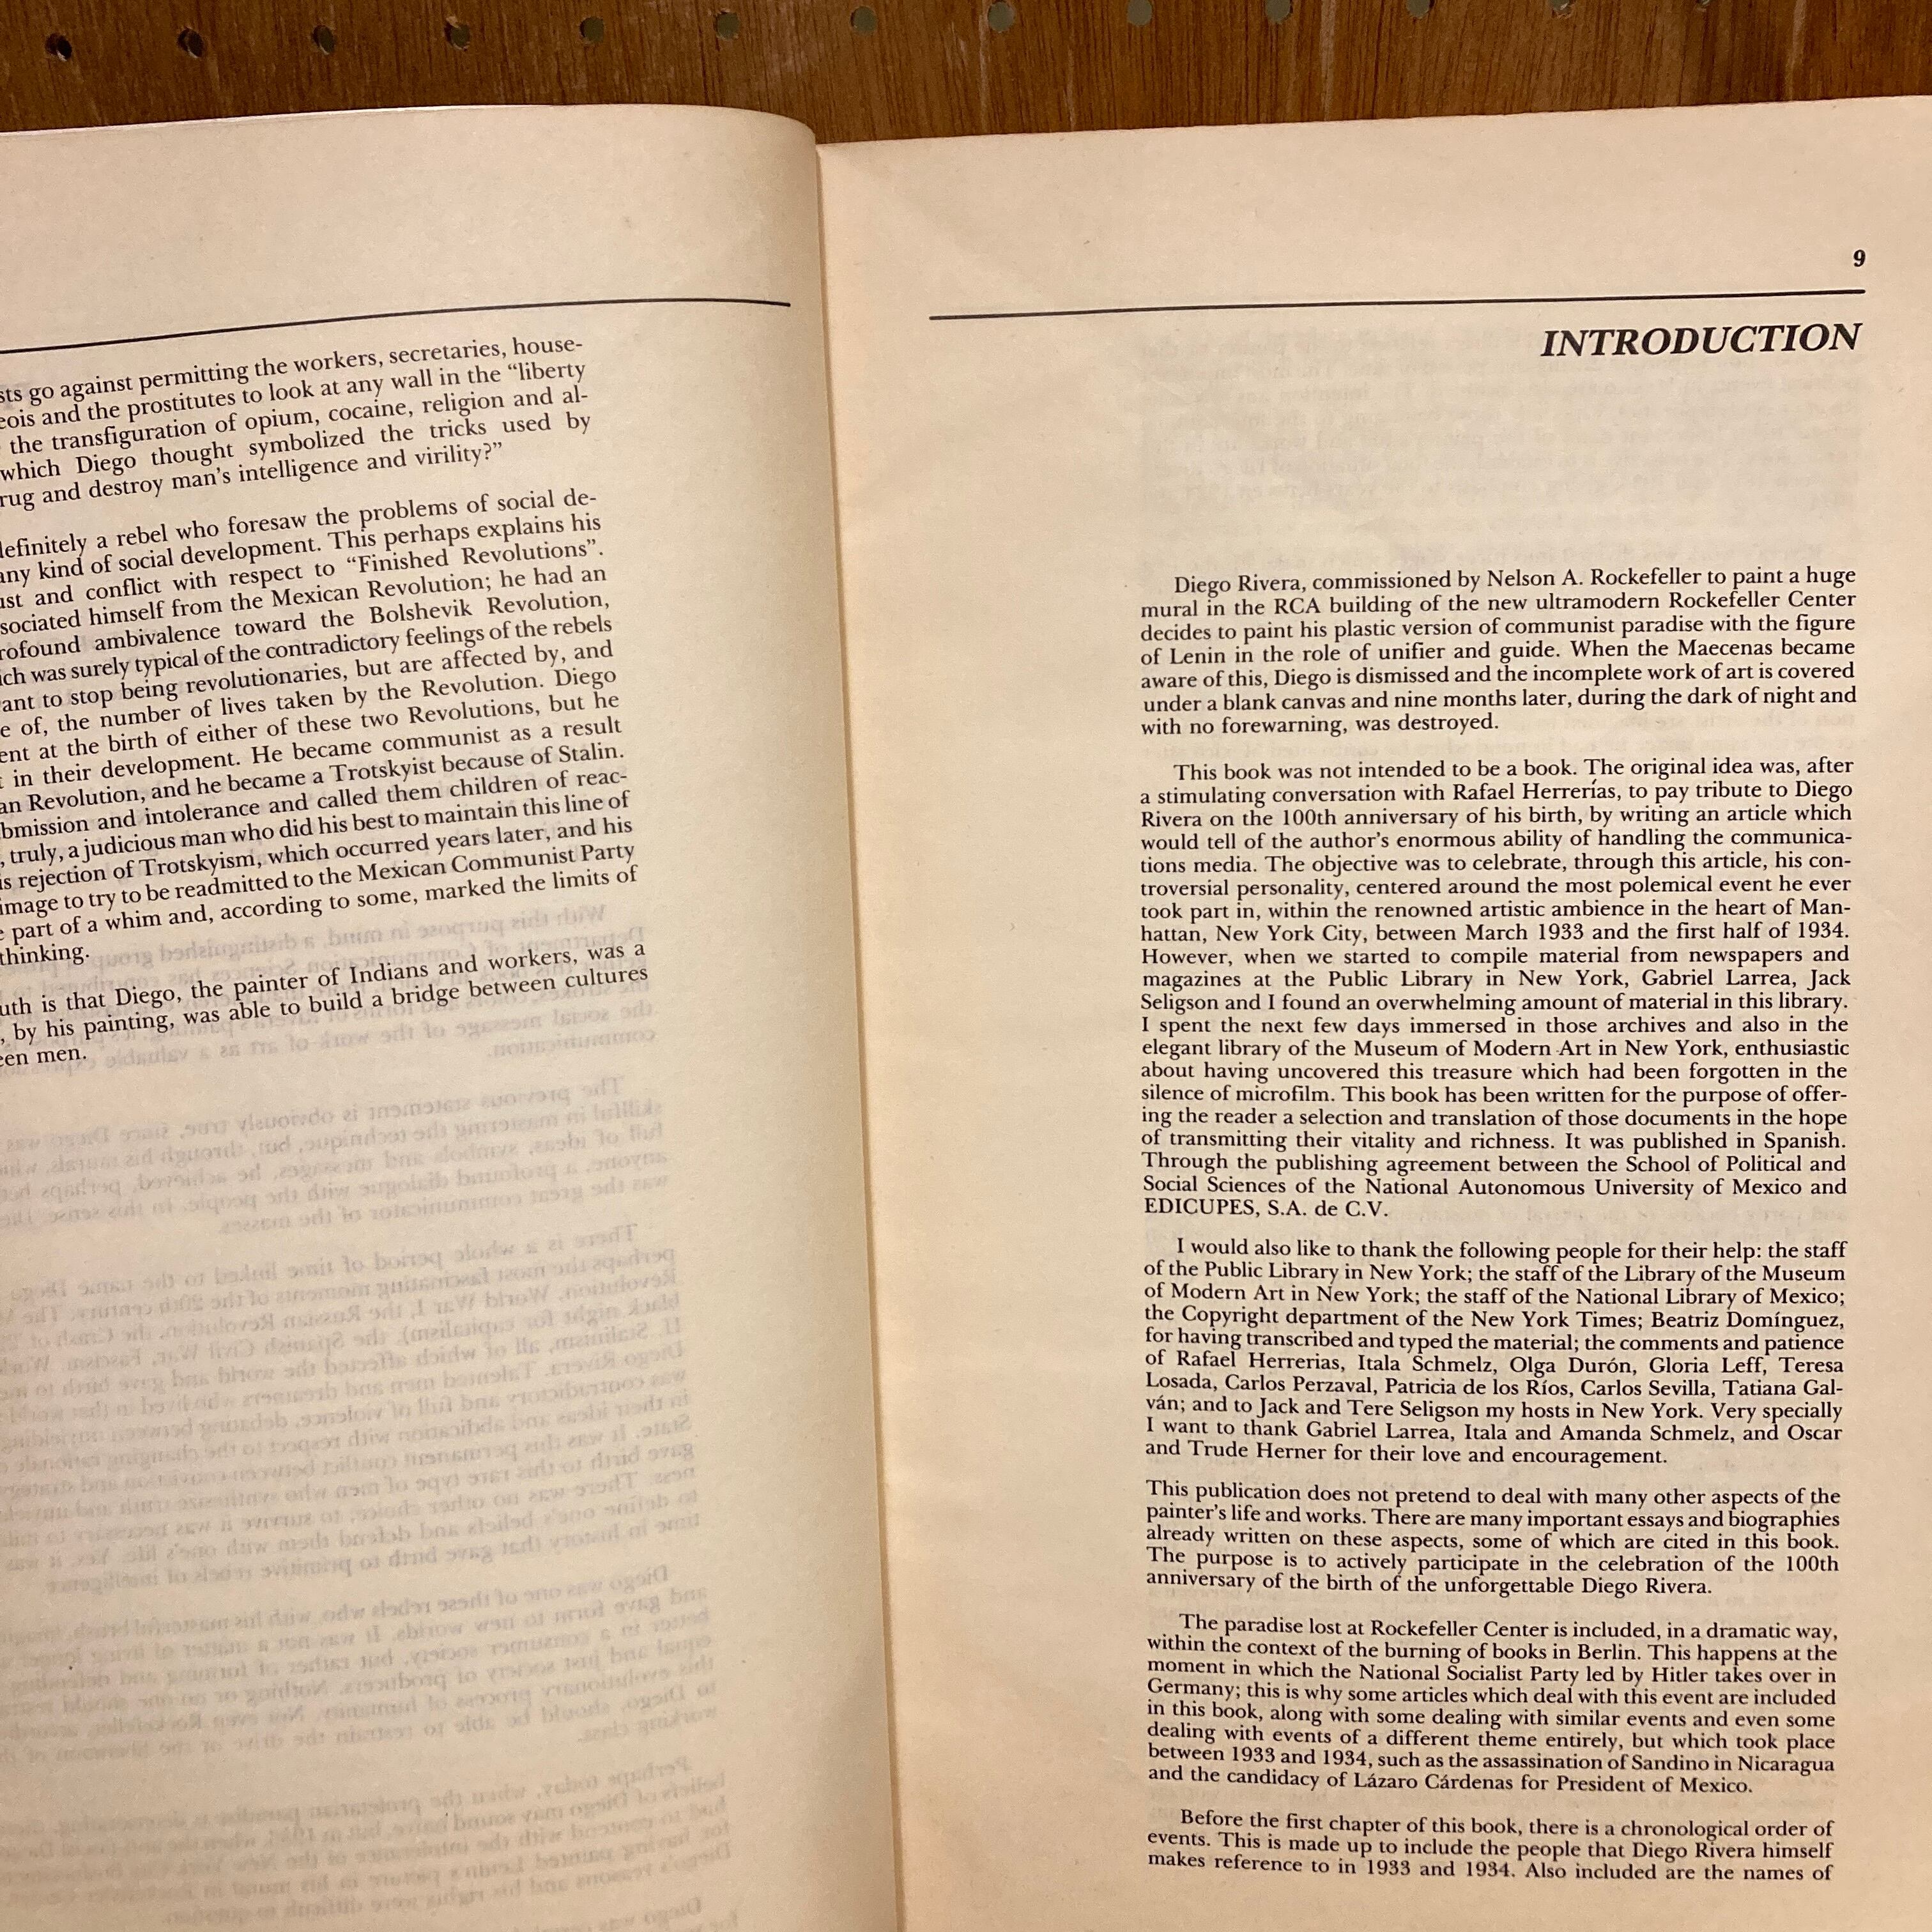 sts go against permitting the workers, secretaries, house-
eois and the prostitutes to look at any wall in the “liberty
the transfiguration of opium, cocaine, religion and al-
which Diego thought symbolized the tricks used by
rug and destroy man’s intelligence and virility?”
definitely a rebel who foresaw the problems of social de-
any kind of social development. This perhaps explains his
ust and conflict with respect to “Finished Revolutions”.
sociated himself from the Mexican Revolution; he had an
rofound ambivalence toward the Bolshevik Revolution,
ich was surely typical of the contradictory feelings of the rebels
ant to stop being revolutionaries, but are affected by, and
e of, the number of lives taken by the Revolution. Diego
ent at the birth of either of these two Revolutions, but he
t in their development. He became communist as a result
an Revolution, and he became a Trotskyist because of Stalin.
bmission and intolerance and called them children of reac-
, truly, a judicious man who did his best to maintain this line of
is rejection of Trotskyism, which occurred years later, and his
image to try to be readmitted to the Mexican Communist Party
e part of a whim and, according to some, marked the limits of
thinking.
uth is that Diego, the painter of Indians and workers, was a
, by his painting, was able to build a bridge between cultures
een men.
9
INTRODUCTION
Diego Rivera, commissioned by Nelson A. Rockefeller to paint a huge
mural in the RCA building of the new ultramodern Rockefeller Center
decides to paint his plastic version of communist paradise with the figure
of Lenin in the role of unifier and guide. When the Maecenas became
aware of this, Diego is dismissed and the incomplete work of art is covered
under a blank canvas and nine months later, during the dark of night and
with no forewarning, was destroyed.
This book was not intended to be a book. The original idea was, after
a stimulating conversation with Rafael Herrerías, to pay tribute to Diego
Rivera on the 100th anniversary of his birth, by writing an article which
would tell of the author’s enormous ability of handling the communica-
tions media. The objective was to celebrate, through this article, his con-
troversial personality, centered around the most polemical event he ever
took part in, within the renowned artistic ambience in the heart of Man-
hattan, New York City, between March 1933 and the first half of 1934.
However, when we started to compile material from newspapers and
magazines at the Public Library in New York, Gabriel Larrea, Jack
Seligson and I found an overwhelming amount of material in this library.
I spent the next few days immersed in those archives and also in the
elegant library of the Museum of Modern Art in New York, enthusiastic
about having uncovered this treasure which had been forgotten in the
silence of microfilm. This book has been written for the purpose of offer-
ing the reader a selection and translation of those documents in the hope
of transmitting their vitality and richness. It was published in Spanish.
Through the publishing agreement between the School of Political and
Social Sciences of the National Autonomous University of Mexico and
EDICUPES, S.A. de C.V.
I would also like to thank the following people for their help: the staff
of the Public Library in New York; the staff of the Library of the Museum
of Modern Art in New York; the staff of the National Library of Mexico;
the Copyright department of the New York Times; Beatriz Domínguez,
for having transcribed and typed the material; the comments and patience
of Rafael Herrerias, Itala Schmelz, Olga Durón, Gloria Leff, Teresa
Losada, Carlos Perzaval, Patricia de los Ríos, Carlos Sevilla, Tatiana Gal-
ván; and to Jack and Tere Seligson my hosts in New York. Very specially
I want to thank Gabriel Larrea, Itala and Amanda Schmelz, and Oscar
and Trude Herner for their love and encouragement.
This publication does not pretend to deal with many other aspects of the
painter’s life and works. There are many important essays and biographies
already written on these aspects, some of which are cited in this book.
The purpose is to actively participate in the celebration of the 100th
anniversary of the birth of the unforgettable Diego Rivera.
The paradise lost at Rockefeller Center is included, in a dramatic way,
within the context of the burning of books in Berlin. This happens at the
moment in which the National Socialist Party led by Hitler takes over in
Germany; this is why some articles which deal with this event are included
in this book, along with some dealing with similar events and even some
dealing with events of a different theme entirely, but which took place
between 1933 and 1934, such as the assassination of Sandino in Nicaragua
and the candidacy of Lázaro Cárdenas for President of Mexico.
Before the first chapter of this book, there is a chronological order of
events. This is made up to include the people that Diego Rivera himself
makes reference to in 1933 and 1934. Also included are the names of